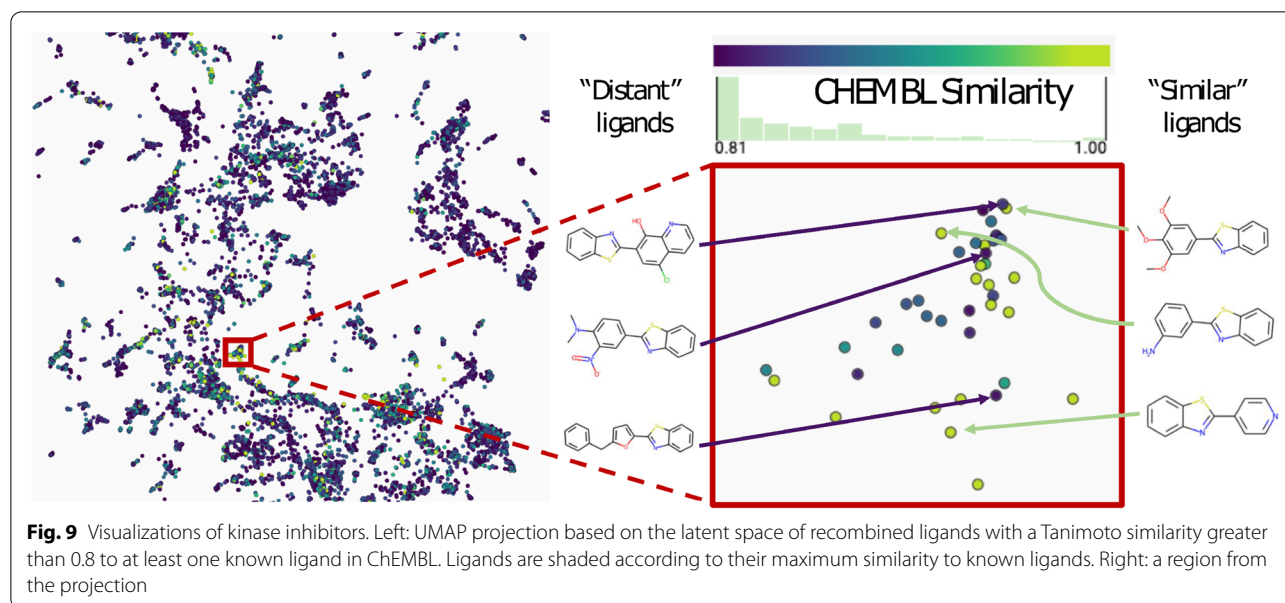 “Distant”
ligands
CHEMBL Similarity
0.81
1.00
“Similar”
ligands
HO
N
N
S
Cl
N
N
O
O
S
N
O
S
N
O
O
O
S
N
H₂N
S
N
S
N
N
Fig. 9 Visualizations of kinase inhibitors. Left: UMAP projection based on the latent space of recombined ligands with a Tanimoto similarity greater
than 0.8 to at least one known ligand in ChEMBL. Ligands are shaded according to their maximum similarity to known ligands. Right: a region from
the projection